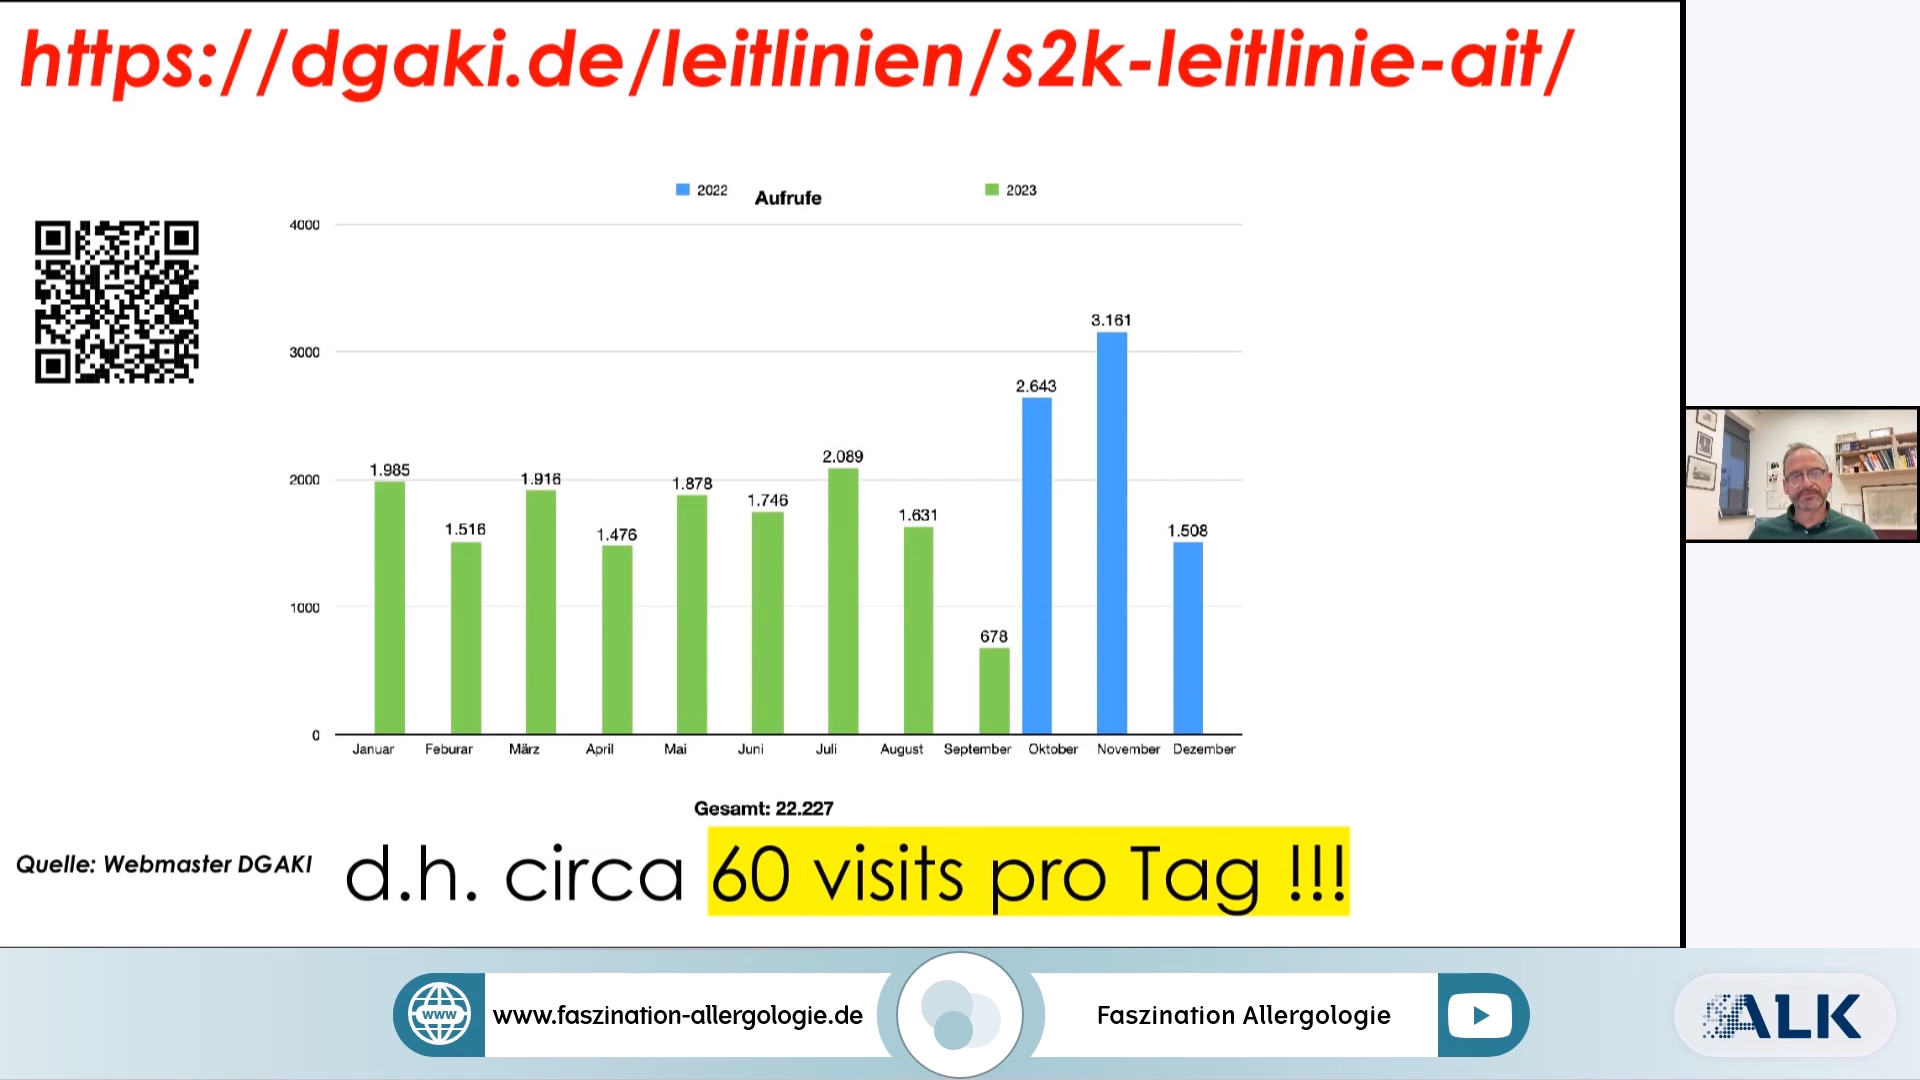 https://dgaki.de/leitlinien/s2k-leitlinie-ait/
2022
Aufrufe
2023
4000
3000
2000
1000
0
1.985
1.516
1.916
1.476
1.878
1.746
2.089
1.631
678
2.643
3.161
1.508
Januar Feburar März April Mai Juni Juli August September Oktober November Dezember
Gesamt: 22.227
Quelle: Webmaster DGAKI
d.h. circa 60 visits pro Tag !!!
www
www.faszination-allergologie.de
Faszination Allergologie
ALK